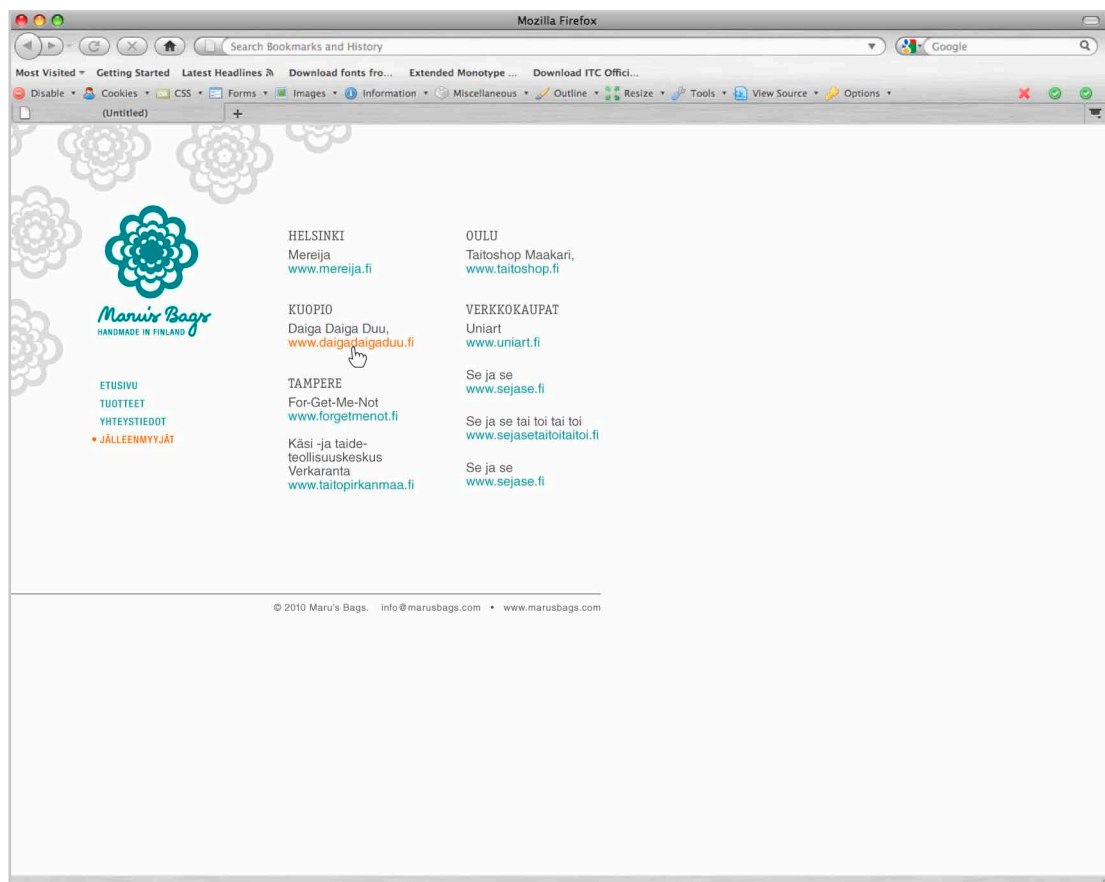 Mozilla Firefox
Search Bookmarks and History
Google
Most Visited
Getting Started
Latest Headlines
Download fonts fro...
Extended Monotype ...
Download ITC Offici...
Disable
Cookies
CSS
Forms
Images
Information
Miscellaneous
Outline
Resize
Tools
View Source
Options
(Untitled)
+
Maru's Bags
HANDMADE IN FINLAND
ETUSIVU
TUOTTEET
YHTEYSTIEDOT
• JÄLLEENMYYJÄT
HELSINKI
Mereija
www.mereija.fi
KUOPIO
Daiga Daiga Duu,
www.daigadaigaduu.fi
TAMPERE
For-Get-Me-Not
www.forgetmenot.fi
Käsi -ja taide-
teollisuuskeskus
Verkaranta
www.taitopirkanmaa.fi
OULU
Taitoshop Maakari,
www.taitoshop.fi
VERKKOKAUPAT
Uniart
www.uniart.fi
Se ja se
www.sejase.fi
Se ja se tai toi tai toi
www.sejasetaitoitaitoi.fi
Se ja se
www.sejase.fi
© 2010 Maru's Bags. info@marusbags.com • www.marusbags.com